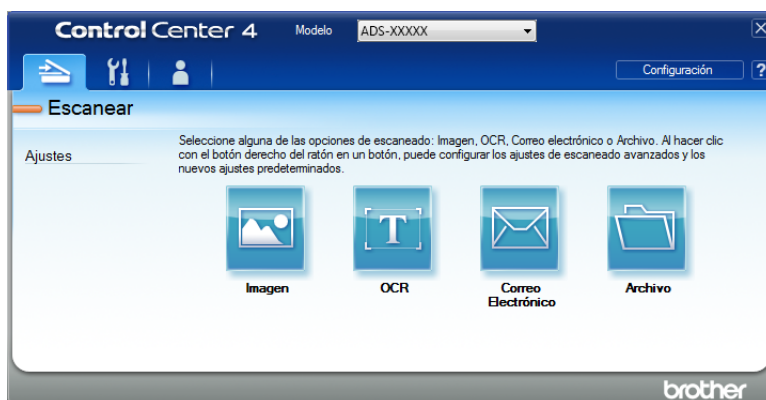 Control Center 4 Modelo ADS-XXXXX
Configuración ?
Escanear
Ajustes
Seleccione alguna de las opciones de escaneado: Imagen, OCR, Correo electrónico o Archivo. Al hacer clic
con el botón derecho del ratón en un botón, puede configurar los ajustes de escaneado avanzados y los
nuevos ajustes predeterminados.
T
Imagen OCR Correo Archivo
Electrónico
brother